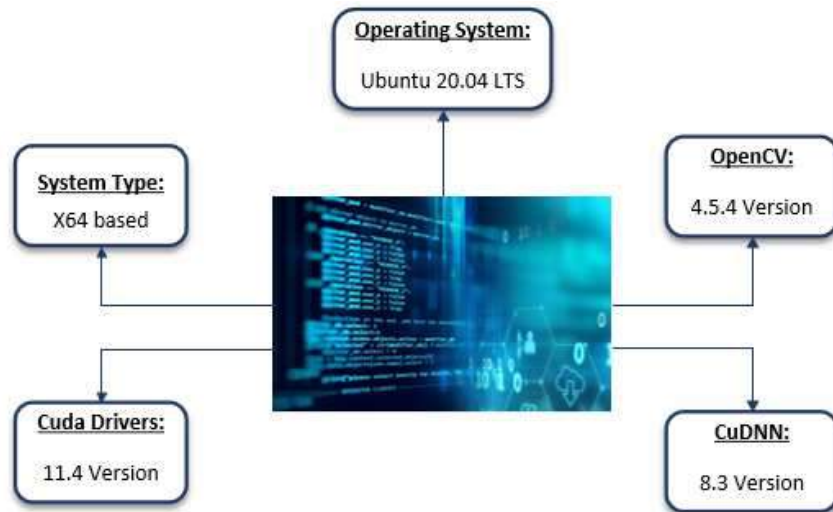 Operating System:
Ubuntu 20.04 LTS
System Type:
X64 based
OpenCV:
4.5.4 Version
Cuda Drivers:
11.4 Version
CuDNN:
8.3 Version